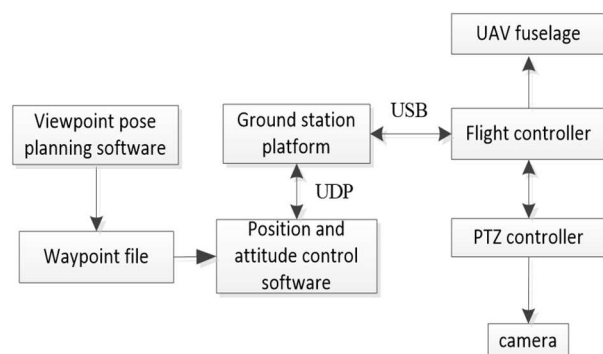 UAV fuselage
USB
Viewpoint pose
planning software
Ground station
platform
Flight controller
UDP
Waypoint file
Position and
attitude control
software
PTZ controller
camera